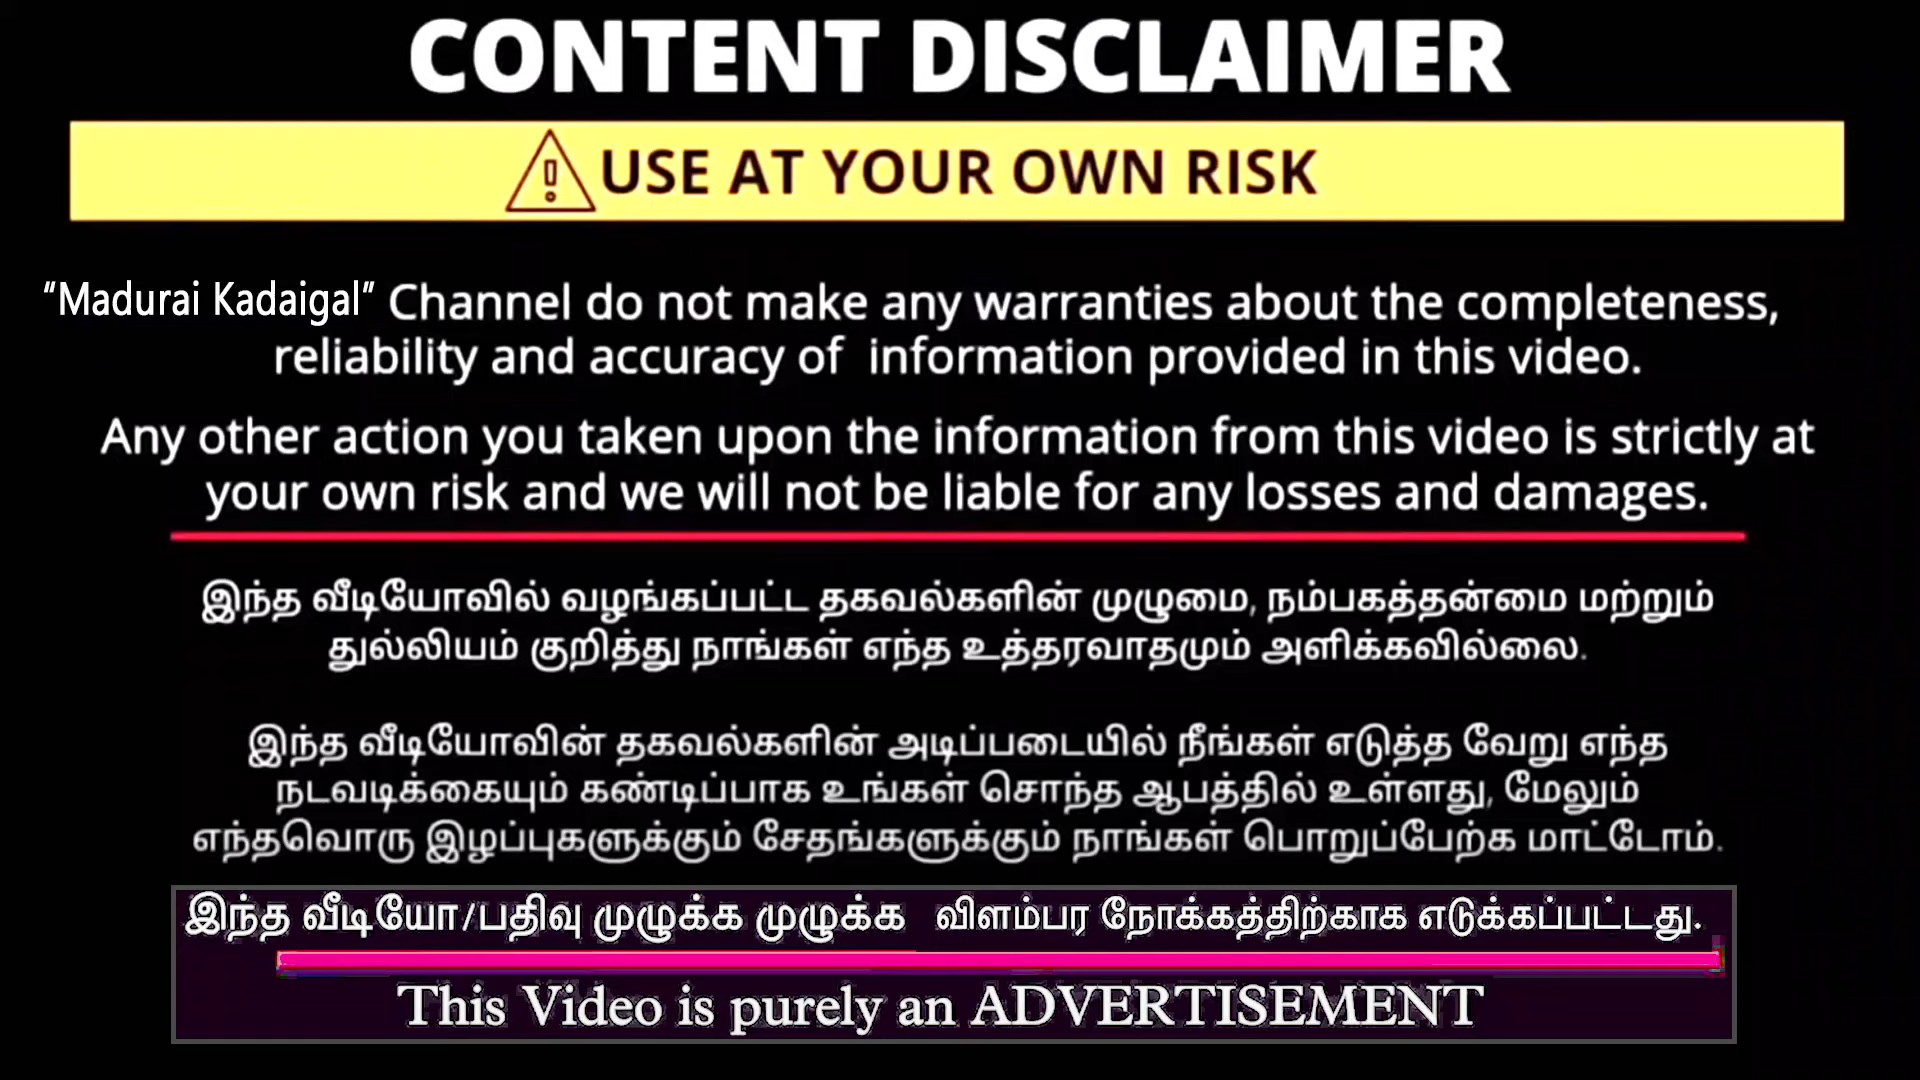 CONTENT DISCLAIMER
USE AT YOUR OWN RISK
“Madurai Kadaigal” Channel do not make any warranties about the completeness,
reliability and accuracy of information provided in this video.
Any other action you taken upon the information from this video is strictly at
your own risk and we will not be liable for any losses and damages.
இந்த வீடியோவில் வழங்கப்பட்ட தகவல்களின் முழுமை, நம்பகத்தன்மை மற்றும்
துல்லியம் குறித்து நாங்கள் எந்த உத்தரவாதமும் அளிக்கவில்லை.
இந்த வீடியோவின் தகவல்களின் அடிப்படையில் நீங்கள் எடுத்த வேறு எந்த
நடவடிக்கையும் கண்டிப்பாக உங்கள் சொந்த ஆபத்தில் உள்ளது, மேலும்
எந்தவொரு இழப்புகளுக்கும் சேதங்களுக்கும் நாங்கள் பொறுப்பேற்க மாட்டோம்.
இந்த வீடியோ/பதிவு முழுக்க முழுக்க விளம்பர நோக்கத்திற்காக எடுக்கப்பட்டது.
This Video is purely an ADVERTISEMENT